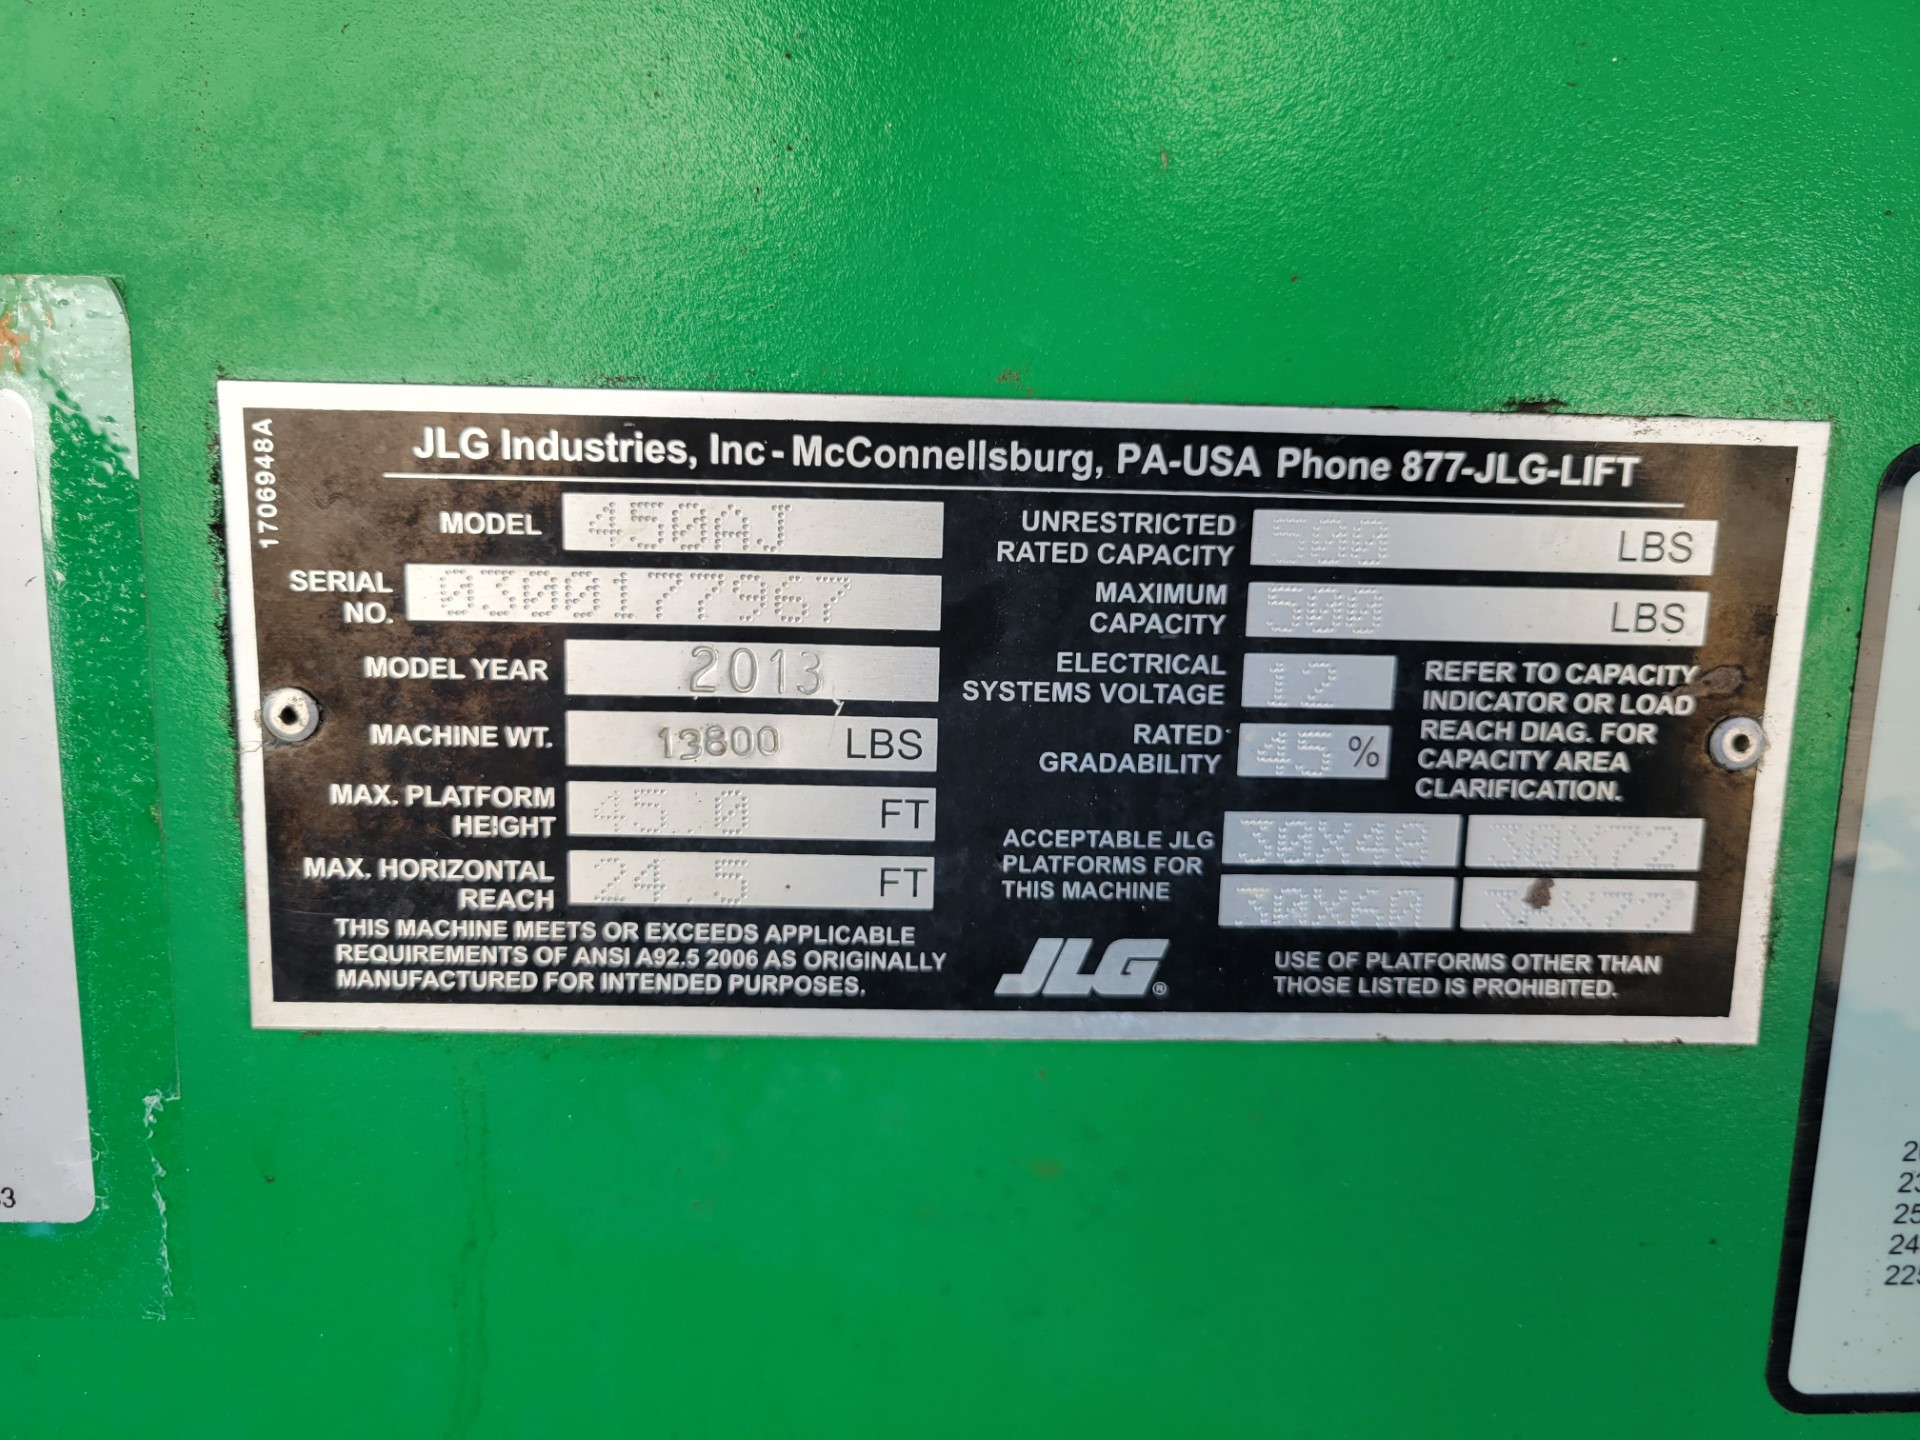 1706948A
JLG Industries, Inc - McConnellsburg, PA-USA Phone 877-JLG-LIFT
MODEL 450AJ
SERIAL NO. 0300177967
MODEL YEAR 2013
MACHINE WT. LBS
MAX. PLATFORM HEIGHT 45.0 FT
MAX. HORIZONTAL REACH 24.5 FT
THIS MACHINE MEETS OR EXCEEDS APPLICABLE
REQUIREMENTS OF ANSI A92.5 2006 AS ORIGINALLY
MANUFACTURED FOR INTENDED PURPOSES.
UNRESTRICTED RATED CAPACITY LBS
MAXIMUM CAPACITY 500 LBS
ELECTRICAL SYSTEMS VOLTAGE 12
RATED GRADABILITY 45 %
REFER TO CAPACITY
INDICATOR OR LOAD
REACH DIAG. FOR
CAPACITY AREA
CLARIFICATION.
ACCEPTABLE JLG
PLATFORMS FOR
THIS MACHINE
30X48 30X72
30X60
JLG ®
USE OF PLATFORMS OTHER THAN
THOSE LISTED IS PROHIBITED.